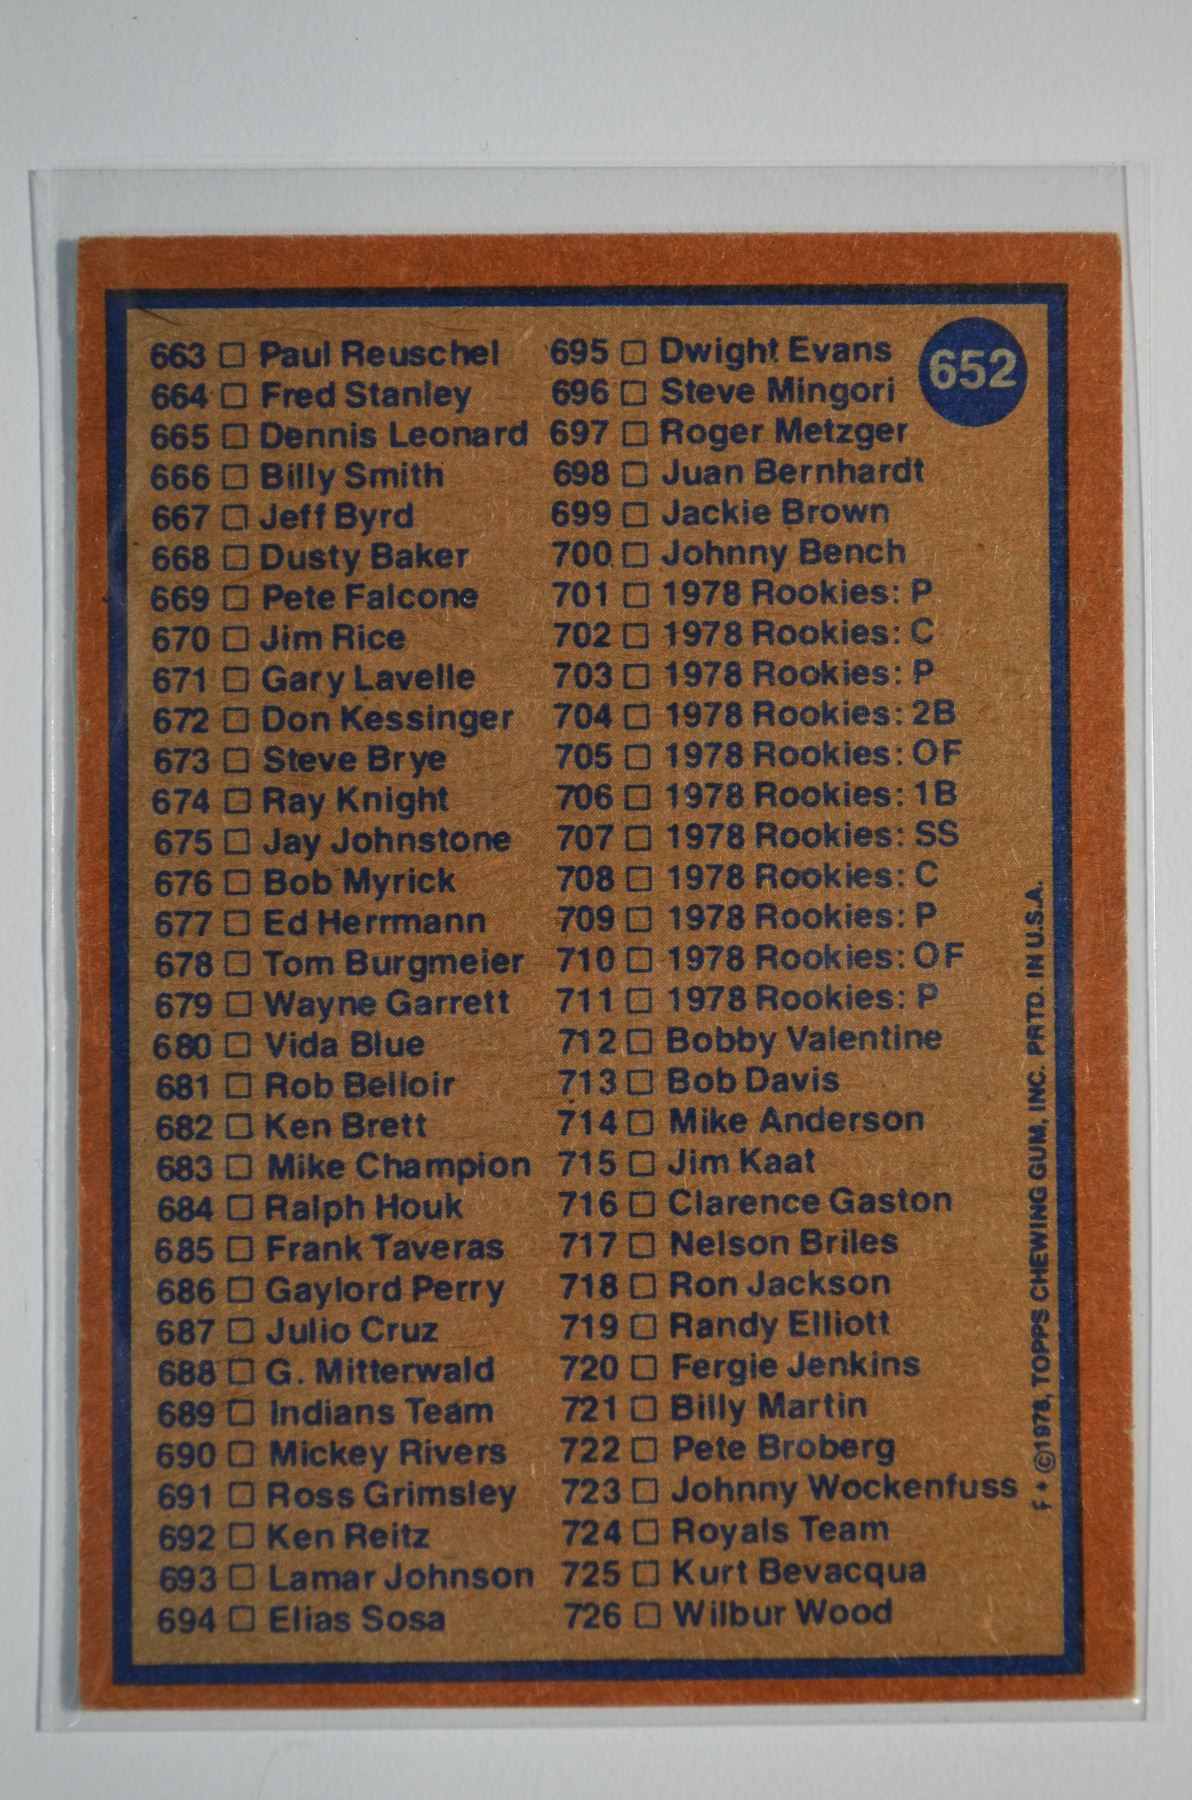 663 □ Paul Reuschel
664 □ Fred Stanley
665 □ Dennis Leonard
666 □ Billy Smith
667 □ Jeff Byrd
668 □ Dusty Baker
669 □ Pete Falcone
670 □ Jim Rice
671 □ Gary Lavelle
672 □ Don Kessinger
673 □ Steve Brye
674 □ Ray Knight
675 □ Jay Johnstone
676 □ Bob Myrick
677 □ Ed Herrmann
678 □ Tom Burgmeier
679 □ Wayne Garrett
680 □ Vida Blue
681 □ Rob Belloir
682 □ Ken Brett
683 □ Mike Champion
684 □ Ralph Houk
685 □ Frank Taveras
686 □ Gaylord Perry
687 □ Julio Cruz
688 □ G. Mitterwald
689 □ Indians Team
690 □ Mickey Rivers
691 □ Ross Grimsley
692 □ Ken Reitz
693 □ Lamar Johnson
694 □ Elias Sosa
695 □ Dwight Evans
696 □ Steve Mingori
697 □ Roger Metzger
698 □ Juan Bernhardt
699 □ Jackie Brown
700 □ Johnny Bench
701 □ 1978 Rookies: P
702 □ 1978 Rookies: C
703 □ 1978 Rookies: P
704 □ 1978 Rookies: 2B
705 □ 1978 Rookies: OF
706 □ 1978 Rookies: 1B
707 □ 1978 Rookies: SS
708 □ 1978 Rookies: C
709 □ 1978 Rookies: P
710 □ 1978 Rookies: OF
711 □ 1978 Rookies: P
712 □ Bobby Valentine
713 □ Bob Davis
714 □ Mike Anderson
715 □ Jim Kaat
716 □ Clarence Gaston
717 □ Nelson Briles
718 □ Ron Jackson
719 □ Randy Elliott
720 □ Fergie Jenkins
721 □ Billy Martin
722 □ Pete Broberg
723 □ Johnny Wockenfuss
724 □ Royals Team
725 □ Kurt Bevacqua
726 □ Wilbur Wood
652
F * ©1978, TOPPS CHEWING GUM, INC. PRTD. IN U.S.A.